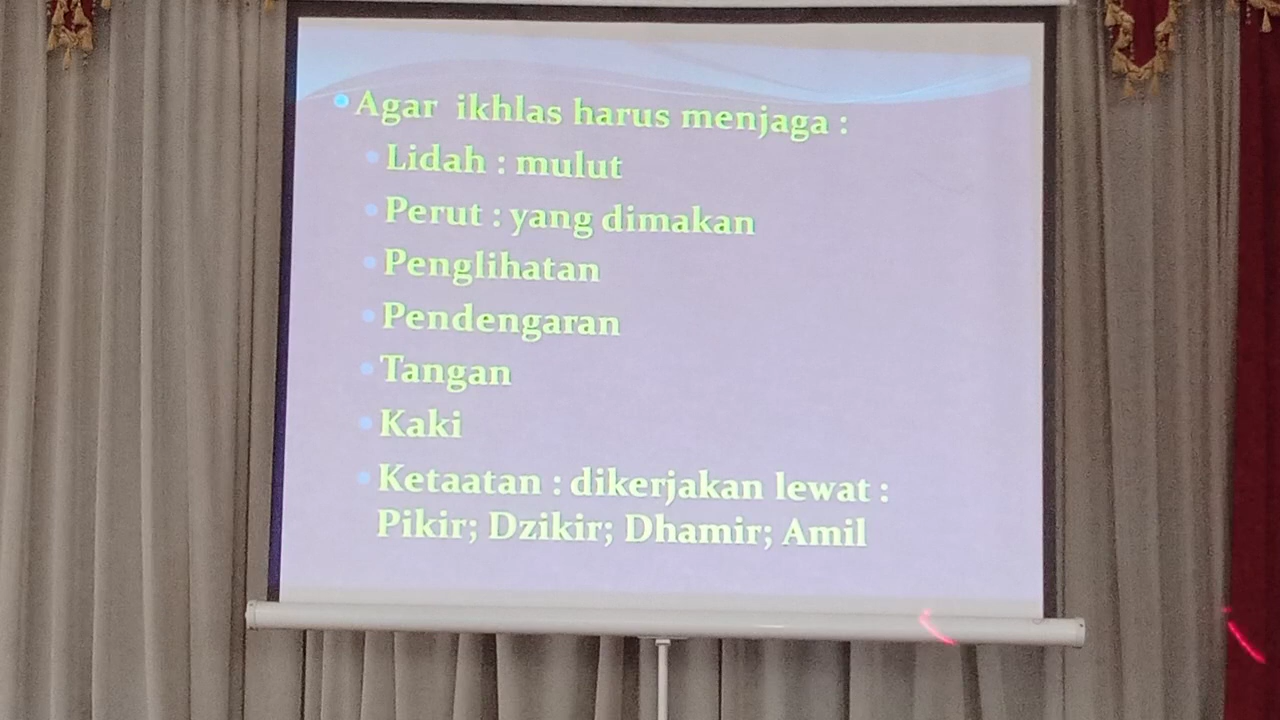 Agar ikhlas harus menjaga :
Lidah : mulut
Perut : yang dimakan
Penglihatan
Pendengaran
Tangan
Kaki
Ketaatan : dikerjakan lewat :
Pikir; Dzikir; Dhamir; Amil